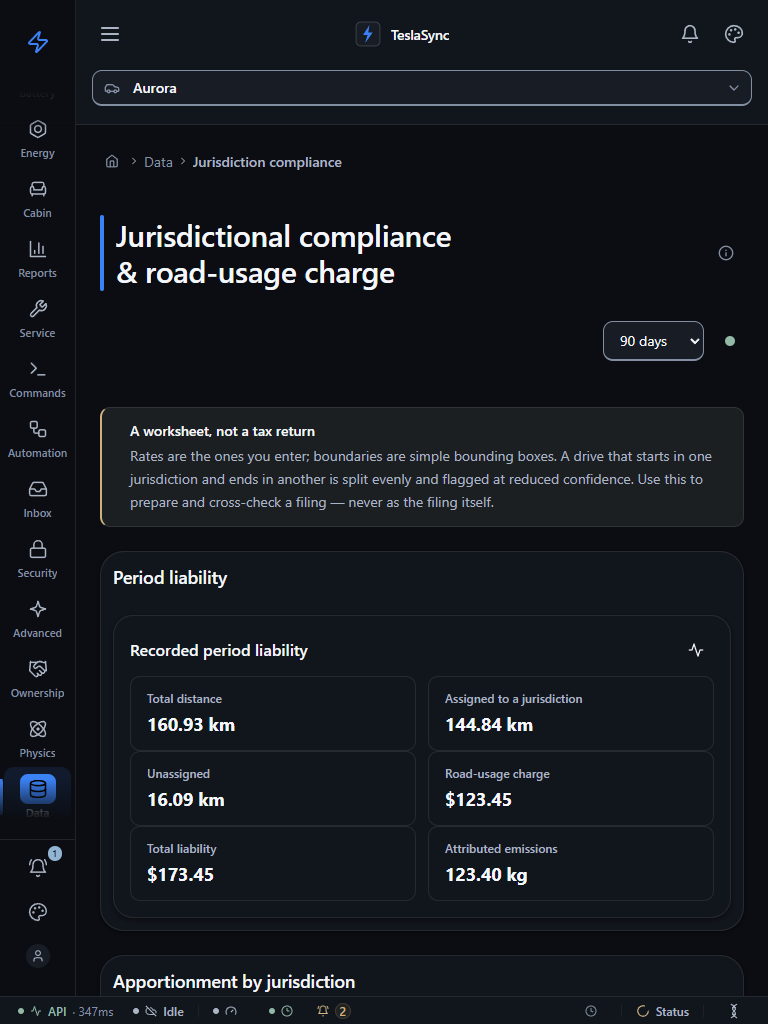 TeslaSync
Aurora
Battery
Energy
Cabin
Reports
Service
Commands
Automation
Inbox
Security
Advanced
Ownership
Physics
Data
1
Data
Jurisdiction compliance
Jurisdictional compliance
& road-usage charge
90 days
A worksheet, not a tax return
Rates are the ones you enter; boundaries are simple bounding boxes. A drive that starts in one
jurisdiction and ends in another is split evenly and flagged at reduced confidence. Use this to
prepare and cross-check a filing — never as the filing itself.
Period liability
Recorded period liability
Total distance
160.93 km
Assigned to a jurisdiction
144.84 km
Unassigned
16.09 km
Road-usage charge
$123.45
Total liability
$173.45
Attributed emissions
123.40 kg
Apportionment by jurisdiction
API · 347ms
Idle
2
Status